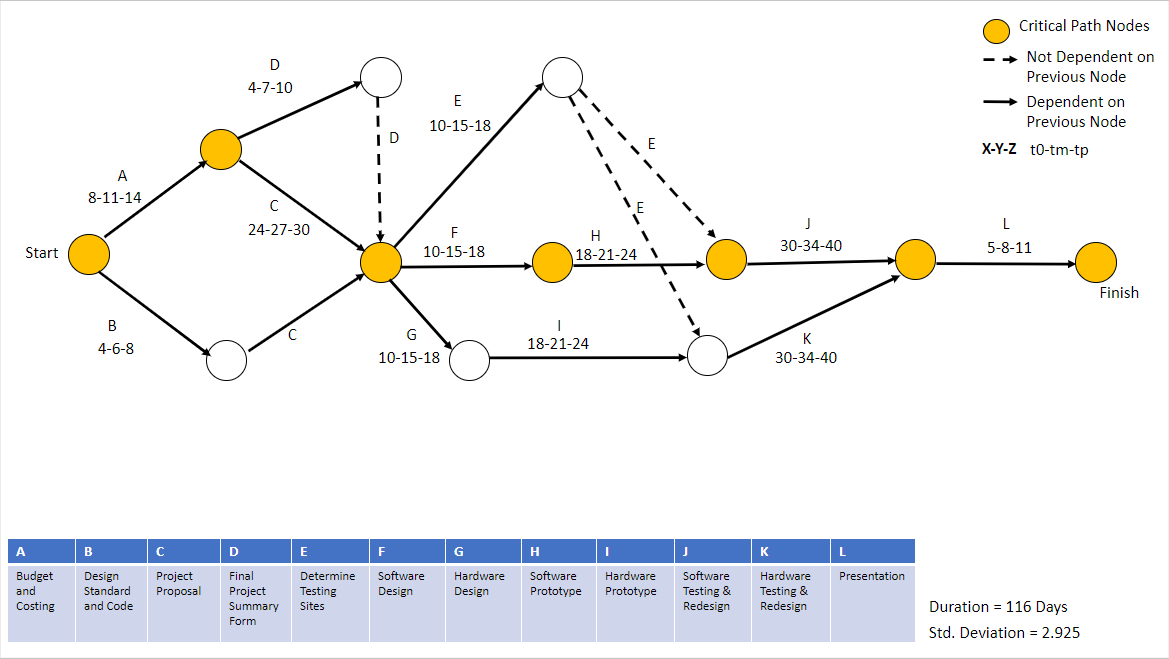 Critical Path Nodes
Not Dependent on
Previous Node
Dependent on
Previous Node
X-Y-Z t0-tm-tp
D
4-7-10
E
10-15-18
D
E
A
8-11-14
C
24-27-30
E
Start
F
10-15-18
H
18-21-24
J
30-34-40
L
5-8-11
Finish
B
4-6-8
C
G
10-15-18
I
18-21-24
K
30-34-40
A B C D E F G H I J K L
Budget
and
Costing
Design
Standard
and Code
Project
Proposal
Final
Project
Summary
Form
Determine
Testing
Sites
Software
Design
Hardware
Design
Software
Prototype
Hardware
Prototype
Software
Testing &
Redesign
Hardware
Testing &
Redesign
Presentation
Duration = 116 Days
Std. Deviation = 2.925